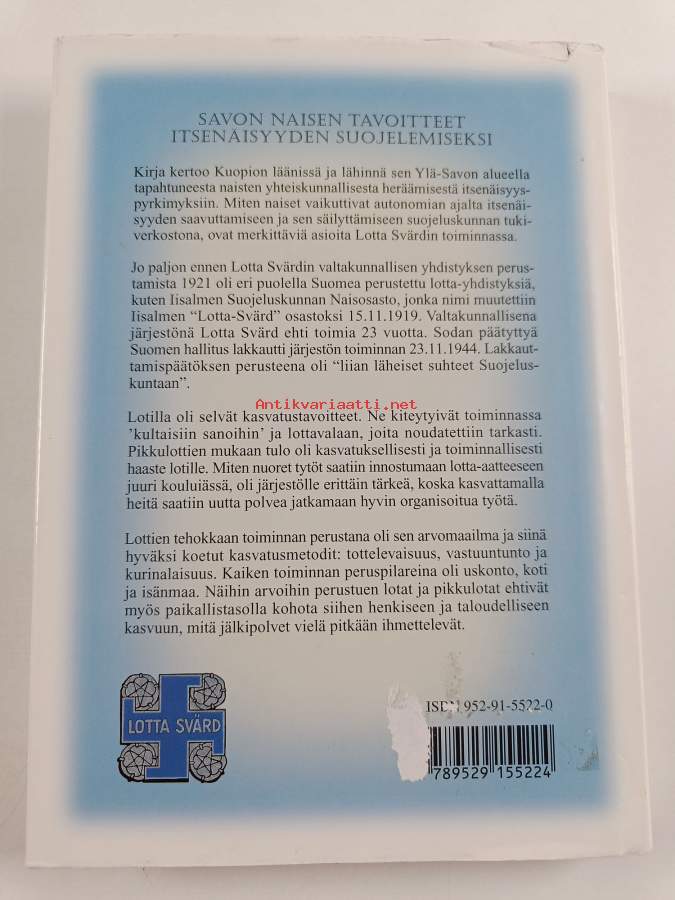 SAVON NAISEN TAVOITTEET
ITSENÄISYYDEN SUOJELEMISEKSI
Kirja kertoo Kuopion läänissä ja lähinnä sen Ylä-Savon alueella
tapahtuneesta naisten yhteiskunnallisesta heräämisestä itsenäisyys-
pyrkimyksiin. Miten naiset vaikuttivat autonomian ajalta itsenäi-
syyden saavuttamiseen ja sen säilyttämiseen suojeluskunnan tuki-
verkostona, ovat merkittäviä asioita Lotta Svärdin toiminnassa.
Jo paljon ennen Lotta Svärdin valtakunnallisen yhdistyksen perus-
tamista 1921 oli eri puolella Suomea perustettu lotta-yhdistyksiä,
kuten Iisalmen Suojeluskunnan Naisosasto, jonka nimi muutettiin
Iisalmen “Lotta-Svärd” osastoksi 15.11.1919. Valtakunnallisena
järjestönä Lotta Svärd ehti toimia 23 vuotta. Sodan päätyttyä
Suomen hallitus lakkautti järjestön toiminnan 23.11.1944. Lakkaut-
tamispäätöksen perusteena oli “liian läheiset suhteet Suojelus-
kuntaan”.
Antikvariaatti.net
Lotilla oli selvät kasvatustavoitteet. Ne kiteytyivät toiminnassa
’kultaisiin sanoihin’ ja lottavalaan, joita noudatettiin tarkasti.
Pikkulottien mukaan tulo oli kasvatuksellisesti ja toiminnallisesti
haaste lotille. Miten nuoret tytöt saatiin innostumaan lotta-aatteeseen
juuri kouluiässä, oli järjestölle erittäin tärkeä, koska kasvattamalla
heitä saatiin uutta polvea jatkamaan hyvin organisoitua työtä.
Lottien tehokkaan toiminnan perustana oli sen arvomaailma ja siinä
hyväksi koetut kasvatusmetodit: tottelevaisuus, vastuuntunto ja
kurinalaisuus. Kaiken toiminnan peruspilareina oli uskonto, koti
ja isänmaa. Näihin arvoihin perustuen lotat ja pikkulotat ehtivät
myös paikallistasolla kohota siihen henkiseen ja taloudelliseen
kasvuun, mitä jälkipolvet vielä pitkään ihmettelevät.
LOTTA SVÄRD
ISBN 952-91-5522-0
789529 155224